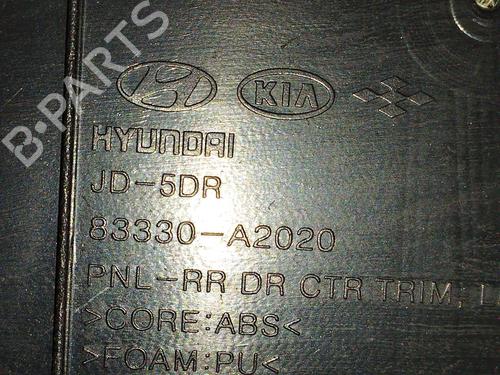 B-PARTS
KIA
HYUNDAI
JD-5DR
83330-A2020
PNL-RR DR CTR TRIM, L
>CORE:ABS<
>FOAM:PU<